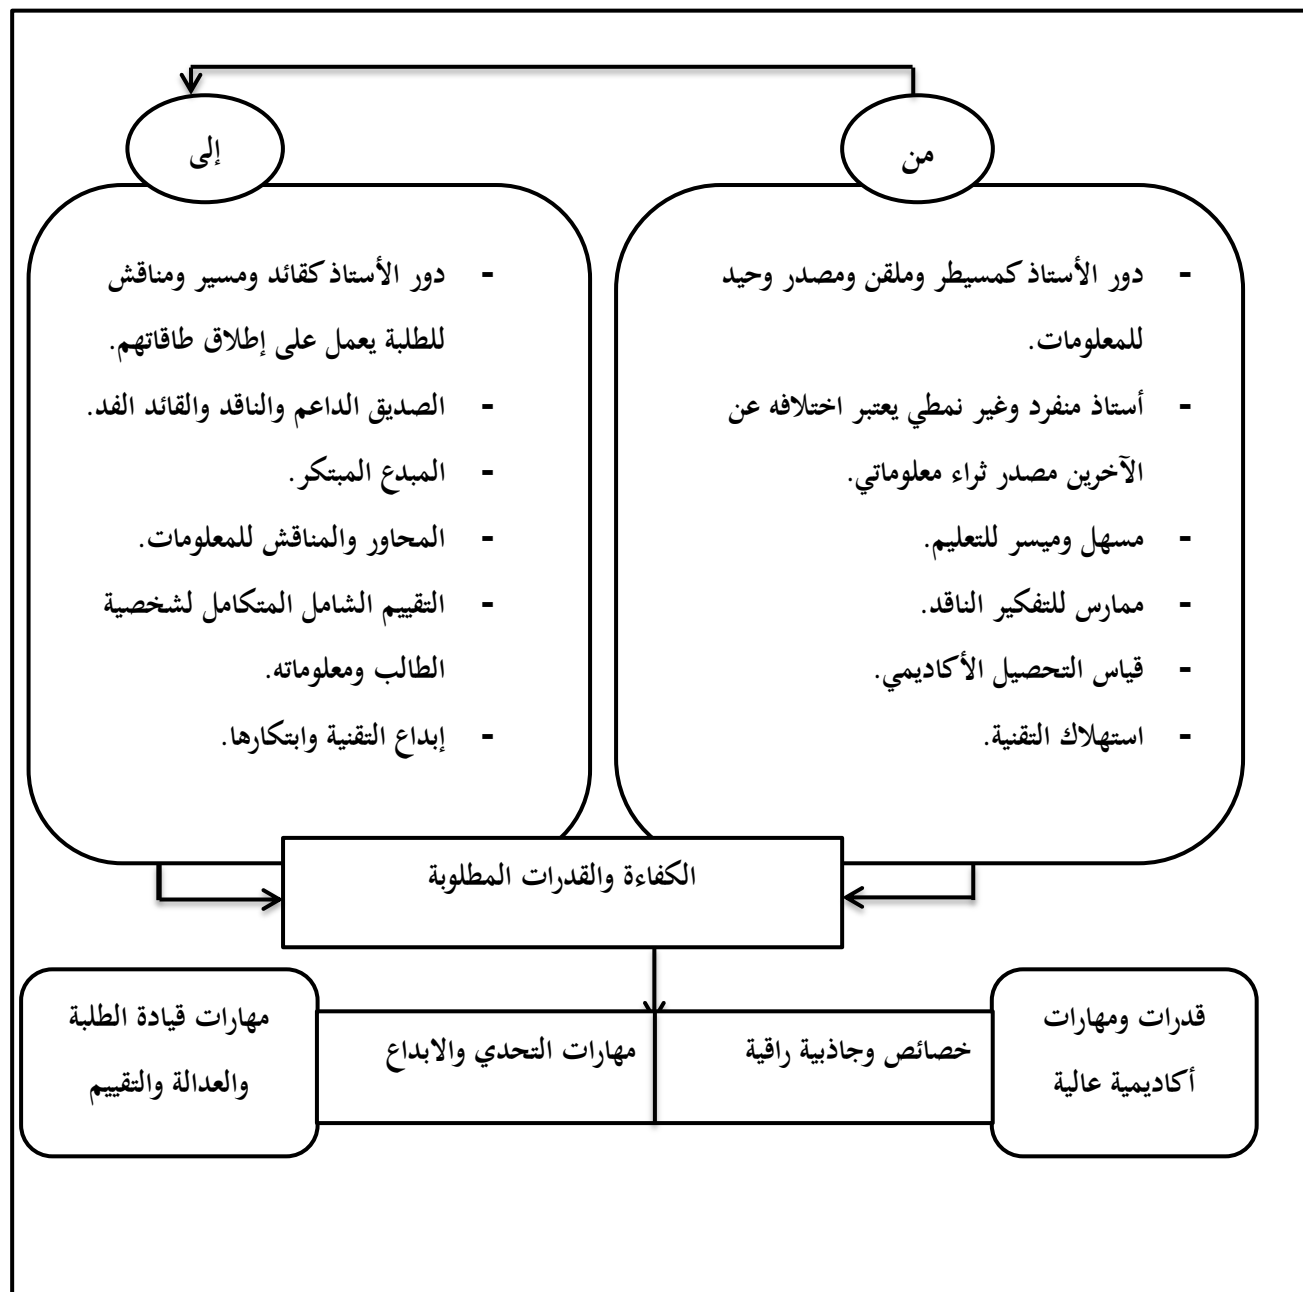 من
إلى
- دور الأستاذ كمسيطر وملقن ومصدر وحيد
للمعلومات.
- أستاذ منفرد وغير نمطي يعتبر اختلافه عن
الآخرين مصدر ثراء معلوماتي.
- مسهل وميسر للتعليم.
- ممارس للتفكير الناقد.
- قياس التحصيل الأكاديمي.
- استهلاك التقنية.
- دور الأستاذ كقائد ومسير ومناقش
للطلبة يعمل على إطلاق طاقاتهم.
- الصديق الداعم والناقد والقائد الفد.
- المبدع المبتكر.
- المحاور والمناقش للمعلومات.
- التقييم الشامل المتكامل لشخصية
الطالب ومعلوماته.
- إبداع التقنية وابتكارها.
الكفاءة والقدرات المطلوبة
قدرات ومهارات
أكاديمية عالية
خصائص وجاذبية راقية
مهارات التحدي والابداع
مهارات قيادة الطلبة
والعدالة والتقييم